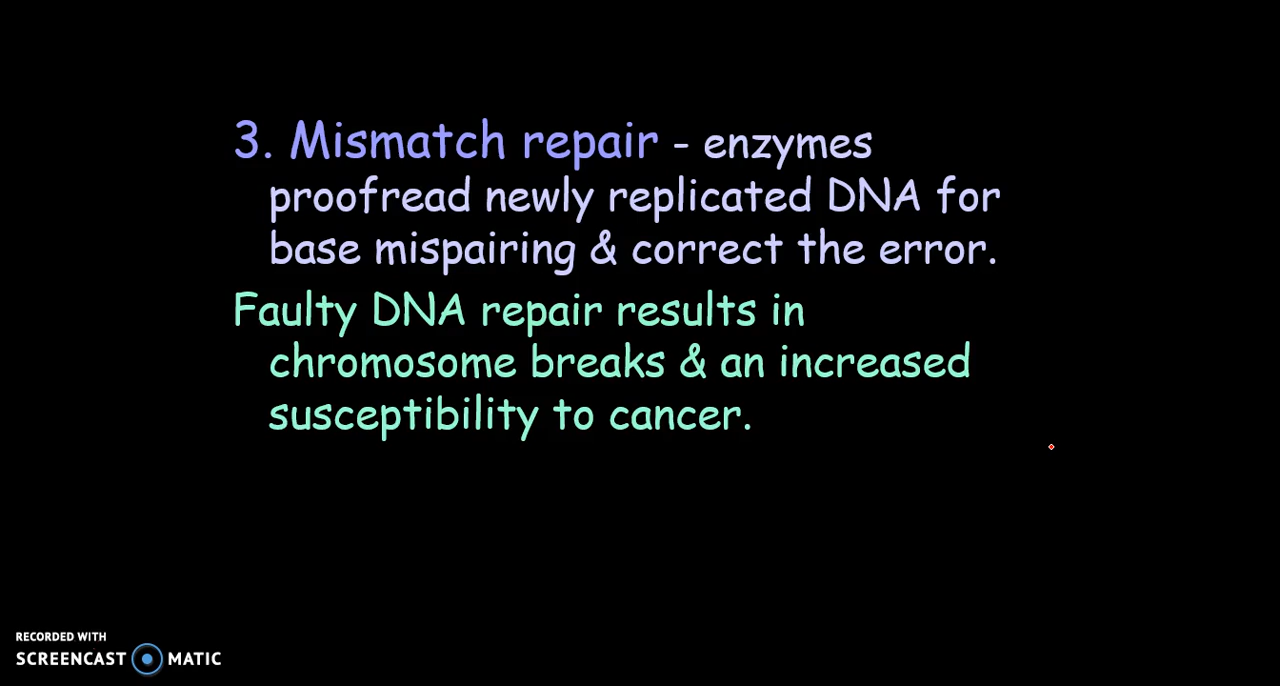 3. Mismatch repair - enzymes
proofread newly replicated DNA for
base mispairing & correct the error.
Faulty DNA repair results in
chromosome breaks & an increased
susceptibility to cancer.
RECORDED WITH
SCREENCAST MATIC